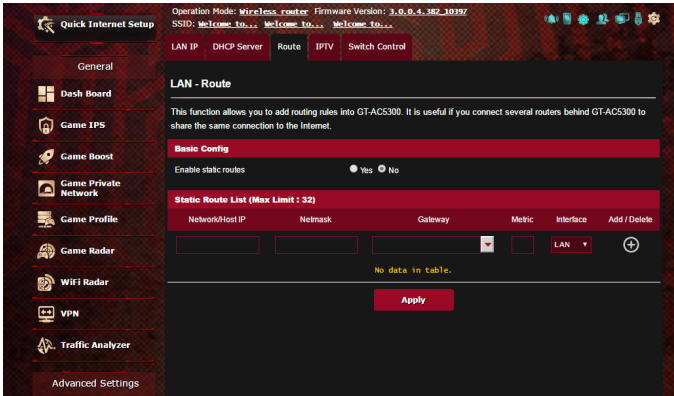 Quick Internet Setup
Operation Mode: Wireless router Firmware Version: 3.0.0.4.382_10397
SSID: Welcome to... Welcome to... Welcome to...
LAN IP DHCP Server Route IPTV Switch Control
General
Dash Board
Game IPS
Game Boost
Game Private
Network
Game Profile
Game Radar
WiFi Radar
VPN
Traffic Analyzer
Advanced Settings
LAN - Route
This function allows you to add routing rules into GT-AC5300. It is useful if you connect several routers behind GT-AC5300 to
share the same connection to the Internet.
Basic Config
Enable static routes Yes No
Static Route List (Max Limit : 32)
Network/Host IP Netmask Gateway Metric Interface Add / Delete
LAN
No data in table.
Apply